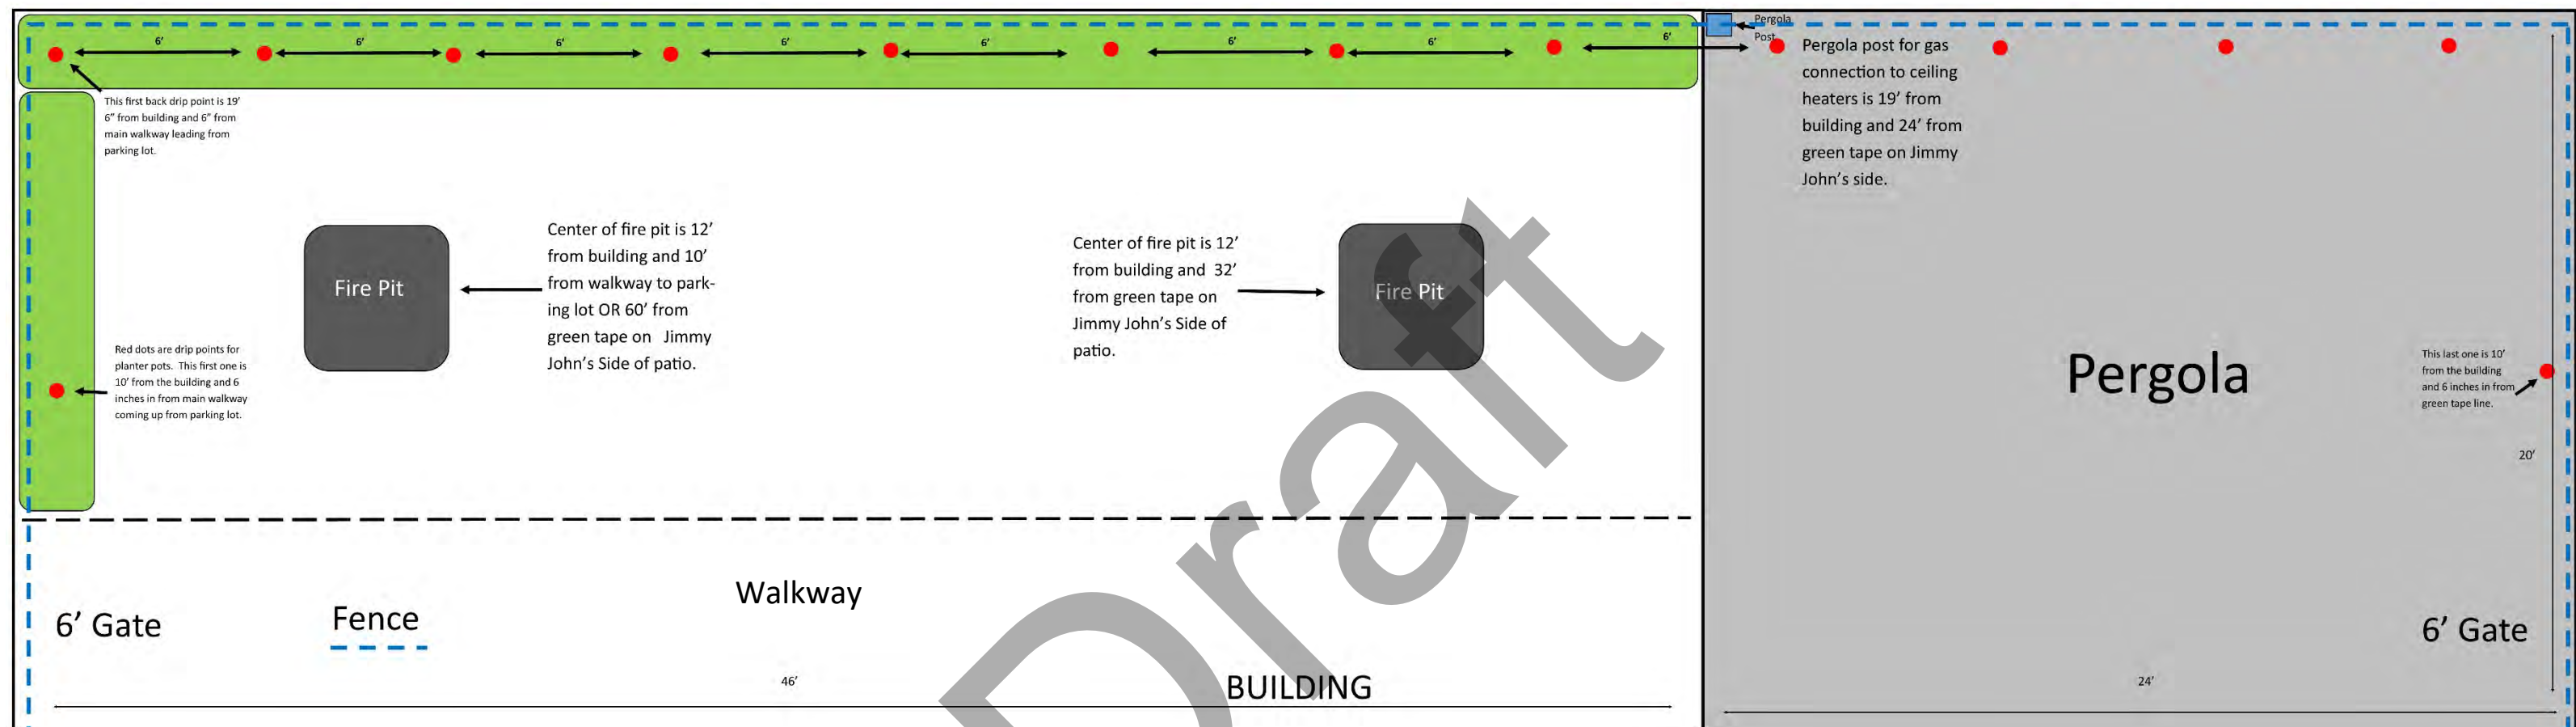 6’
6’
6’
6’
6’
6’
6’
6’
Pergola
Post
Pergola post for gas
connection to ceiling
heaters is 19’ from
building and 24’ from
green tape on Jimmy
John’s side.
This first back drip point is 19’
6” from building and 6” from
main walkway leading from
parking lot.
Fire Pit
Center of fire pit is 12’
from building and 10’
from walkway to park-
ing lot OR 60’ from
green tape on Jimmy
John’s Side of patio.
Center of fire pit is 12’
from building and 32’
from green tape on
Jimmy John’s Side of
patio.
Fire Pit
Red dots are drip points for
planter pots. This first one is
10’ from the building and 6
inches in from main walkway
coming up from parking lot.
Pergola
This last one is 10’
from the building
and 6 inches in from
green tape line.
20’
Draft
Walkway
6’ Gate
Fence
6’ Gate
46’
BUILDING
24’